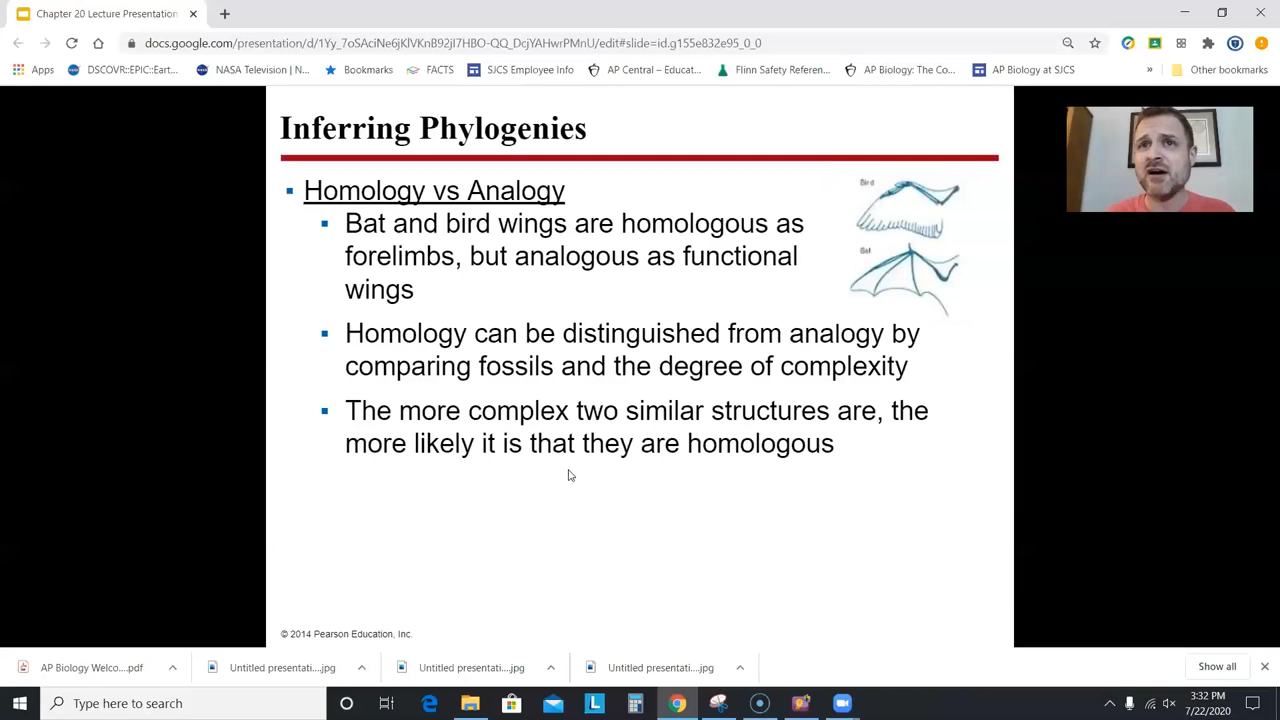 Chapter 20 Lecture Presentation
docs.google.com/presentation/d/1Yy_7oSAciNe6jKlVKnB92iI7HBO-QQ_DcjYAHwrPMnU/edit#slide=id.g155e832e95_0_0
Apps DSCOVR::EPIC::Eart... NASA Television | N... Bookmarks FACTS SJCS Employee Info AP Central – Educat... Flinn Safety Referen... AP Biology: The Co... AP Biology at SJCS » Other bookmarks
Inferring Phylogenies
Homology vs Analogy
Bat and bird wings are homologous as
forelimbs, but analogous as functional
wings
Bird
Bat
Homology can be distinguished from analogy by
comparing fossils and the degree of complexity
The more complex two similar structures are, the
more likely it is that they are homologous
© 2014 Pearson Education, Inc.
AP Biology Welco....pdf Untitled presentati....jpg Untitled presentati....jpg Untitled presentati....jpg Show all
Type here to search
L
3:32 PM
7/22/2020